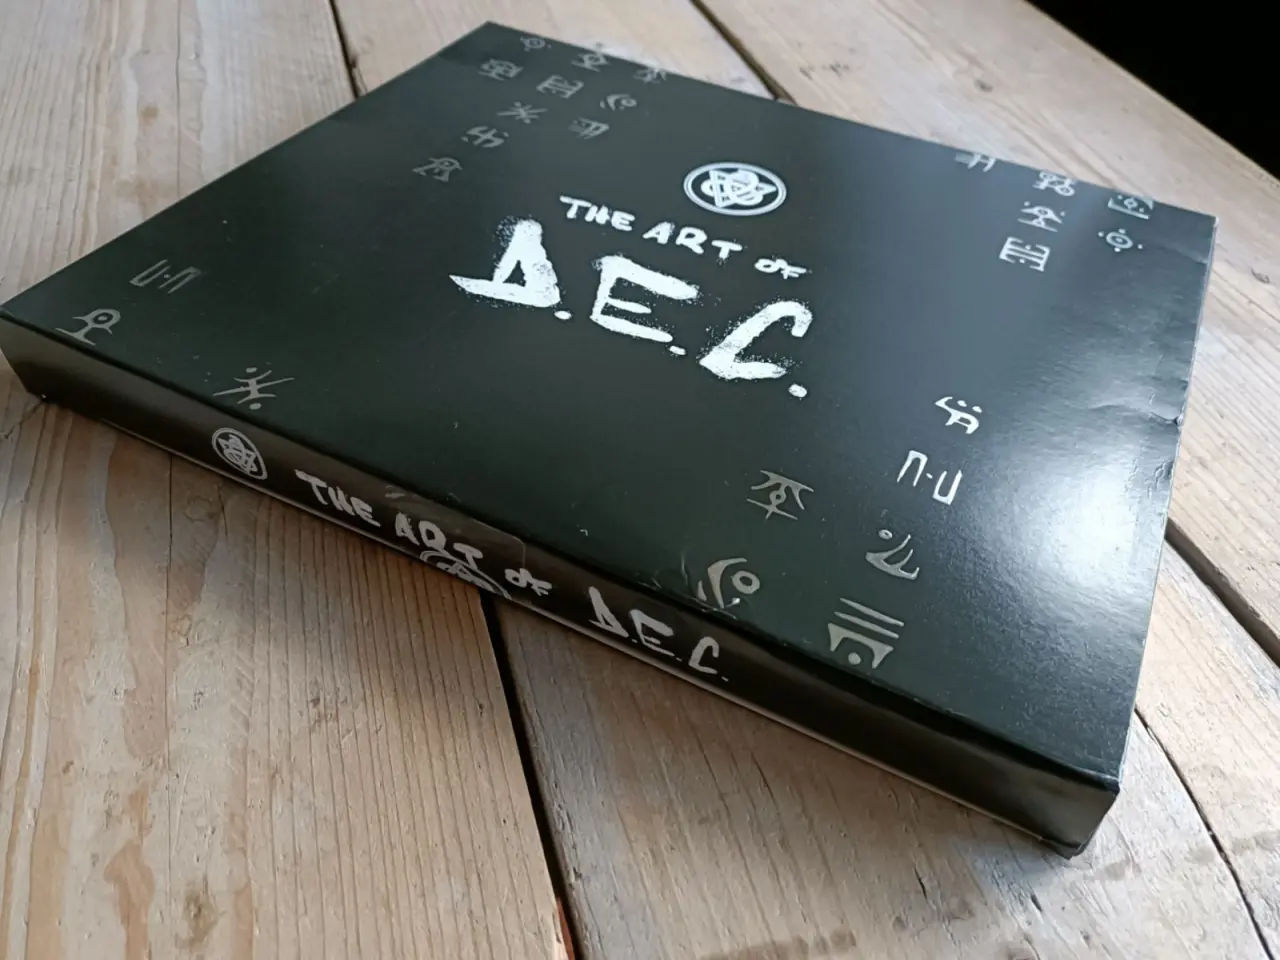 THE ART OF
D.E.C.
THE ART OF D.E.C.